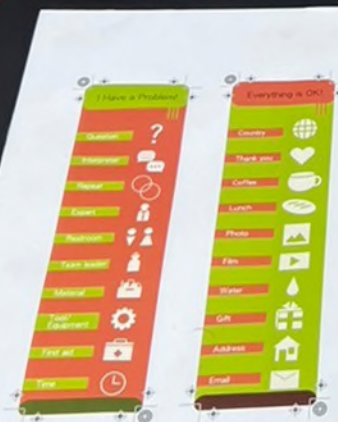 I Have a Problem!
Question
Interpreter
Repeat
Expert
Restroom
Team leader
Material
Tool/
Equipment
First aid
Time
Everything is OK!
Country
Thank you
Coffee
Lunch
Photo
Film
Water
Gift
Address
Email